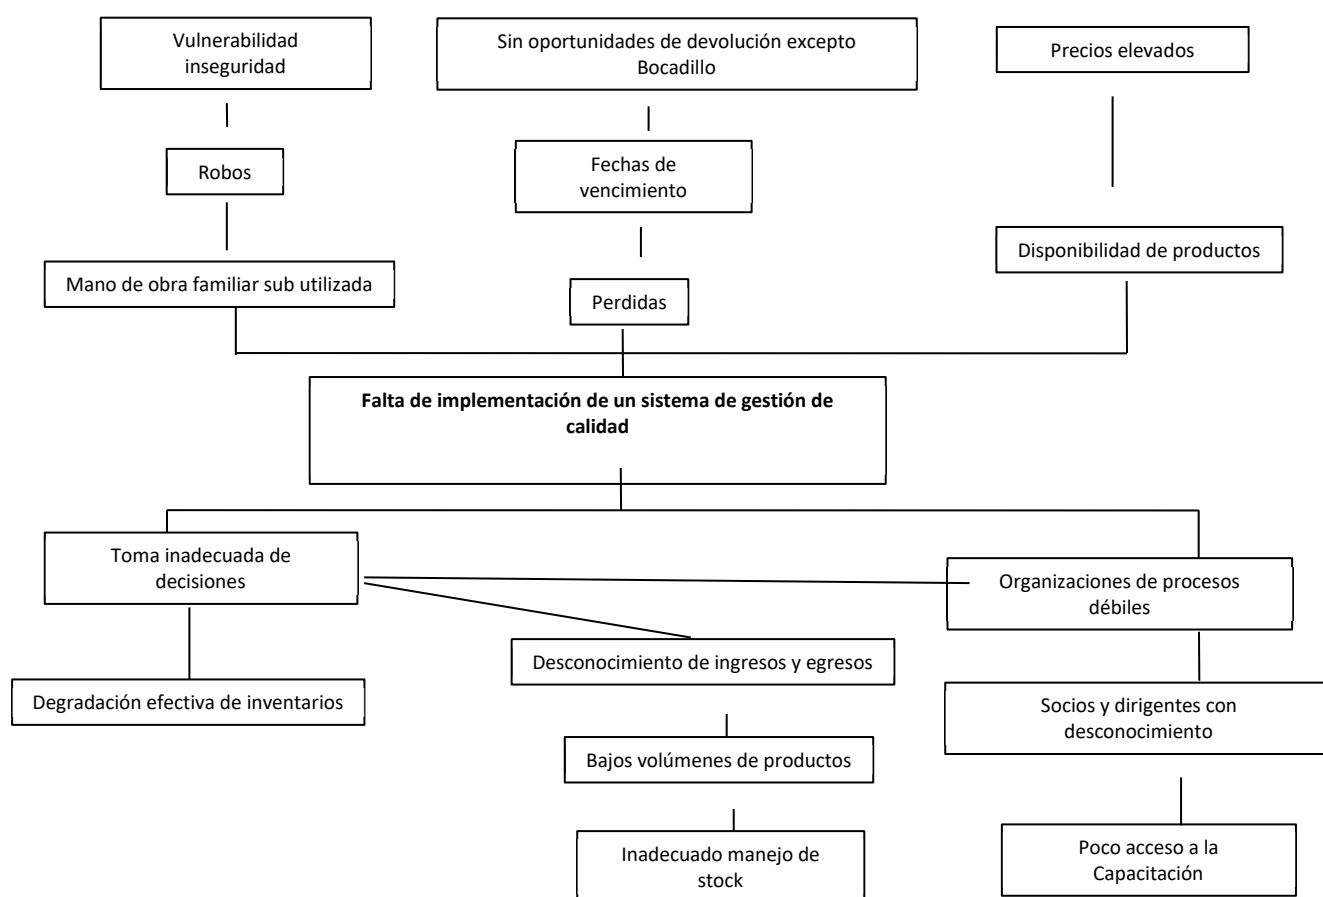 Vulnerabilidad
inseguridad
Sin oportunidades de devolución excepto
Bocadillo
Precios elevados
Robos
Fechas de
vencimiento
Disponibilidad de productos
Mano de obra familiar sub utilizada
Perdidas
Falta de implementación de un sistema de gestión de
calidad
Toma inadecuada de
decisiones
Organizaciones de procesos
débiles
Desconocimiento de ingresos y egresos
Degradación efectiva de inventarios
Socios y dirigentes con
desconocimiento
Bajos volúmenes de productos
Inadecuado manejo de
stock
Poco acceso a la
Capacitación